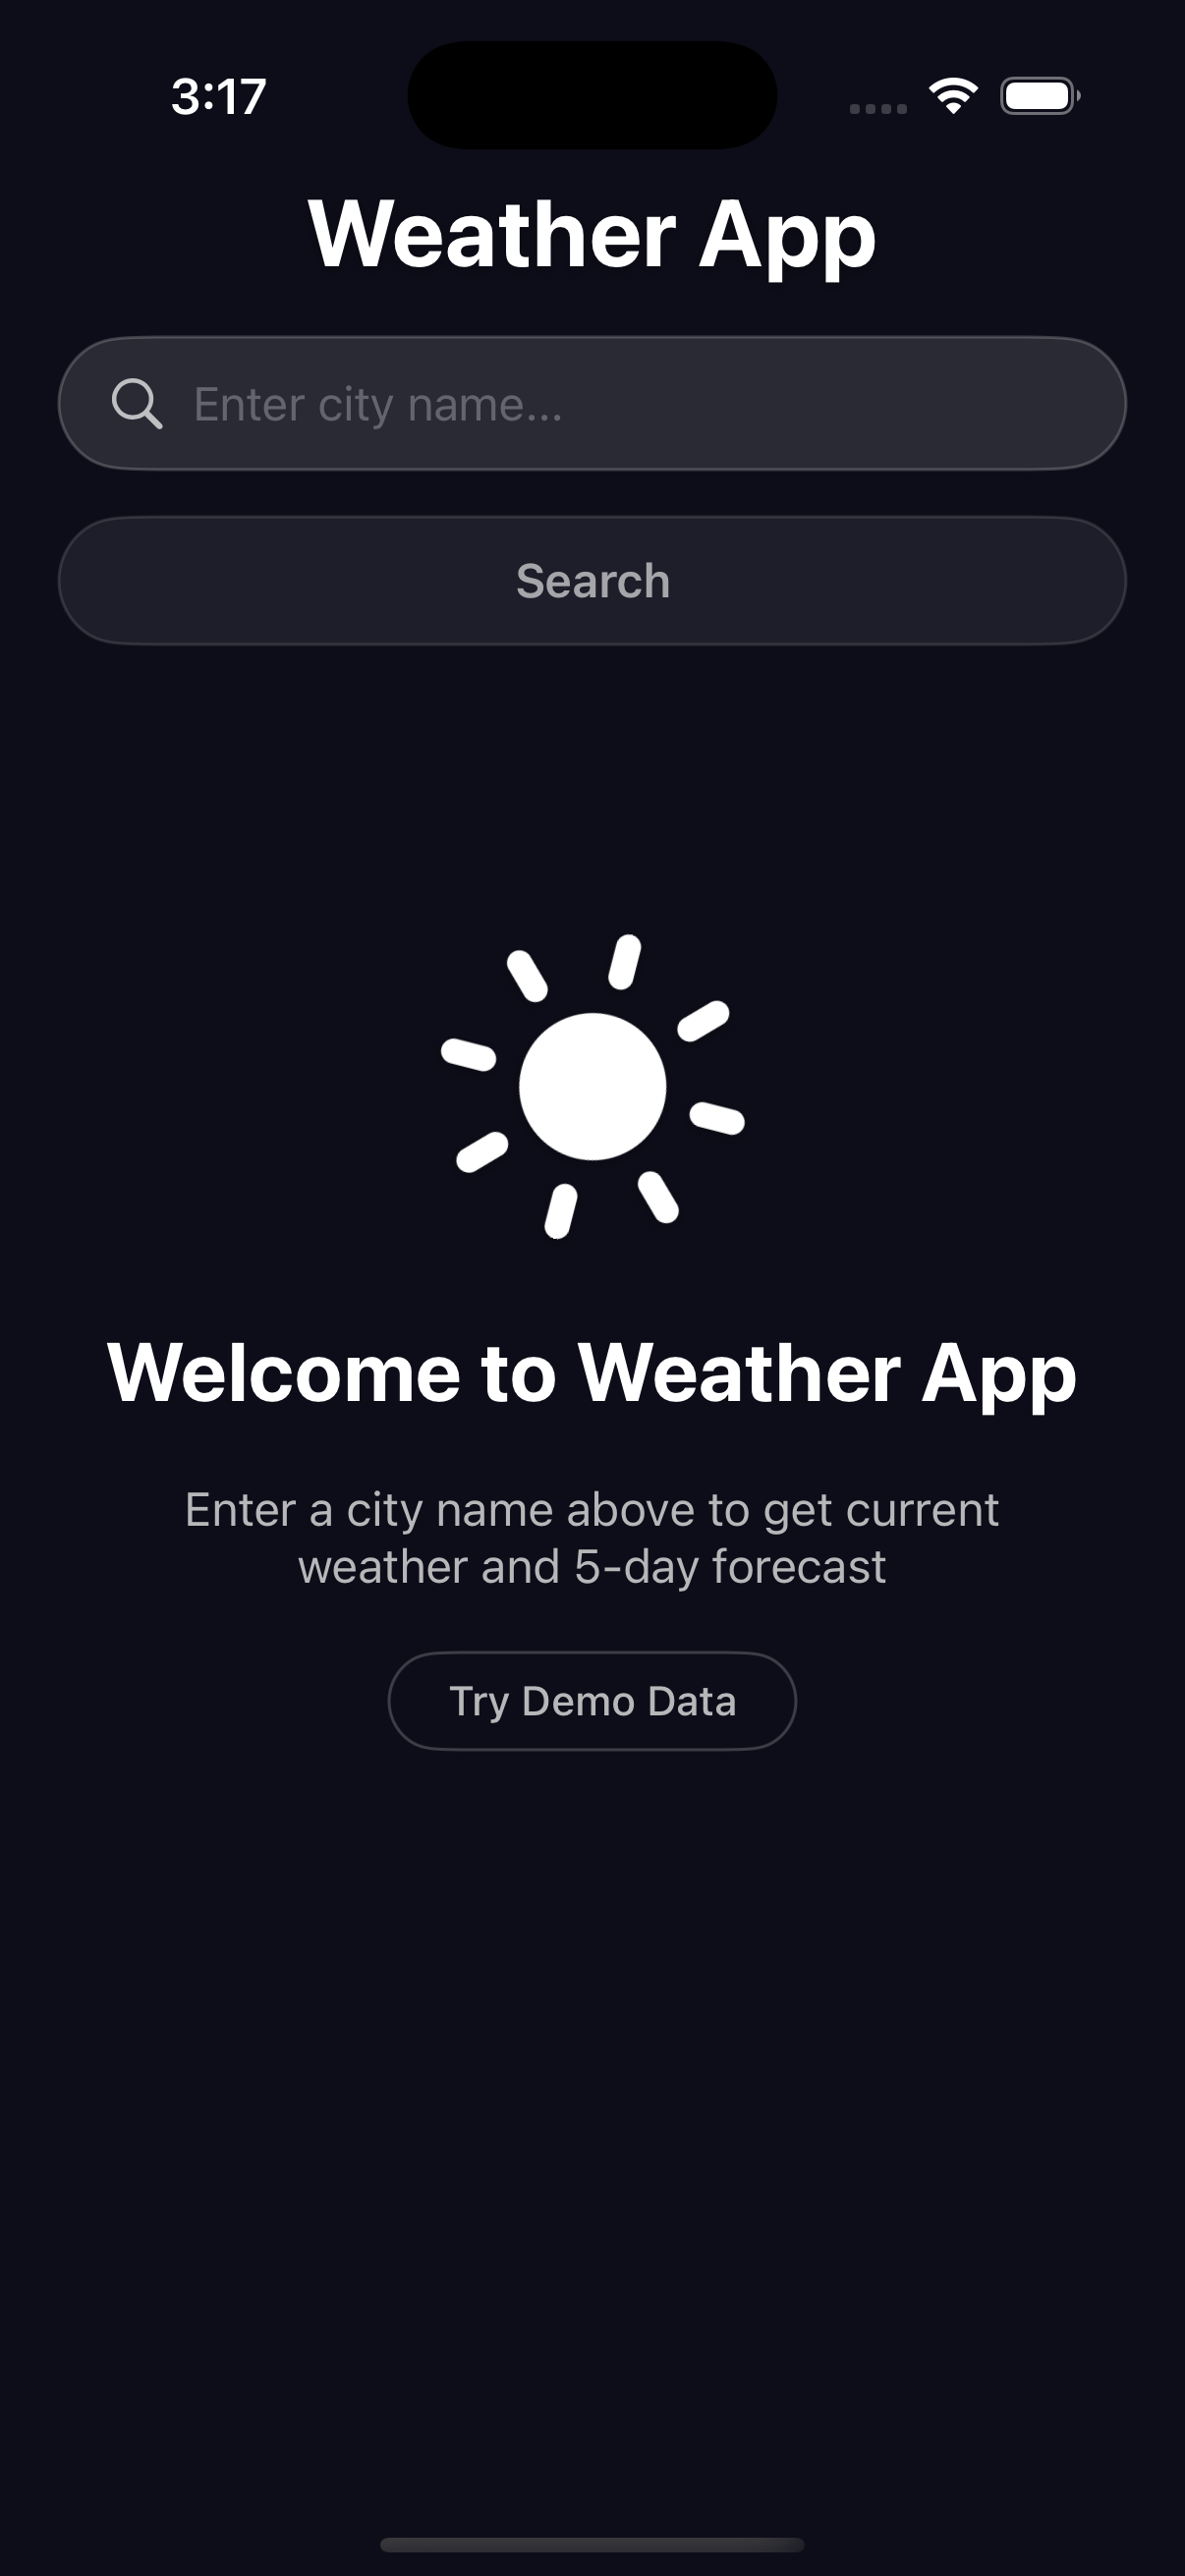 3:17
Weather App
Enter city name...
Search
Welcome to Weather App
Enter a city name above to get current
weather and 5-day forecast
Try Demo Data